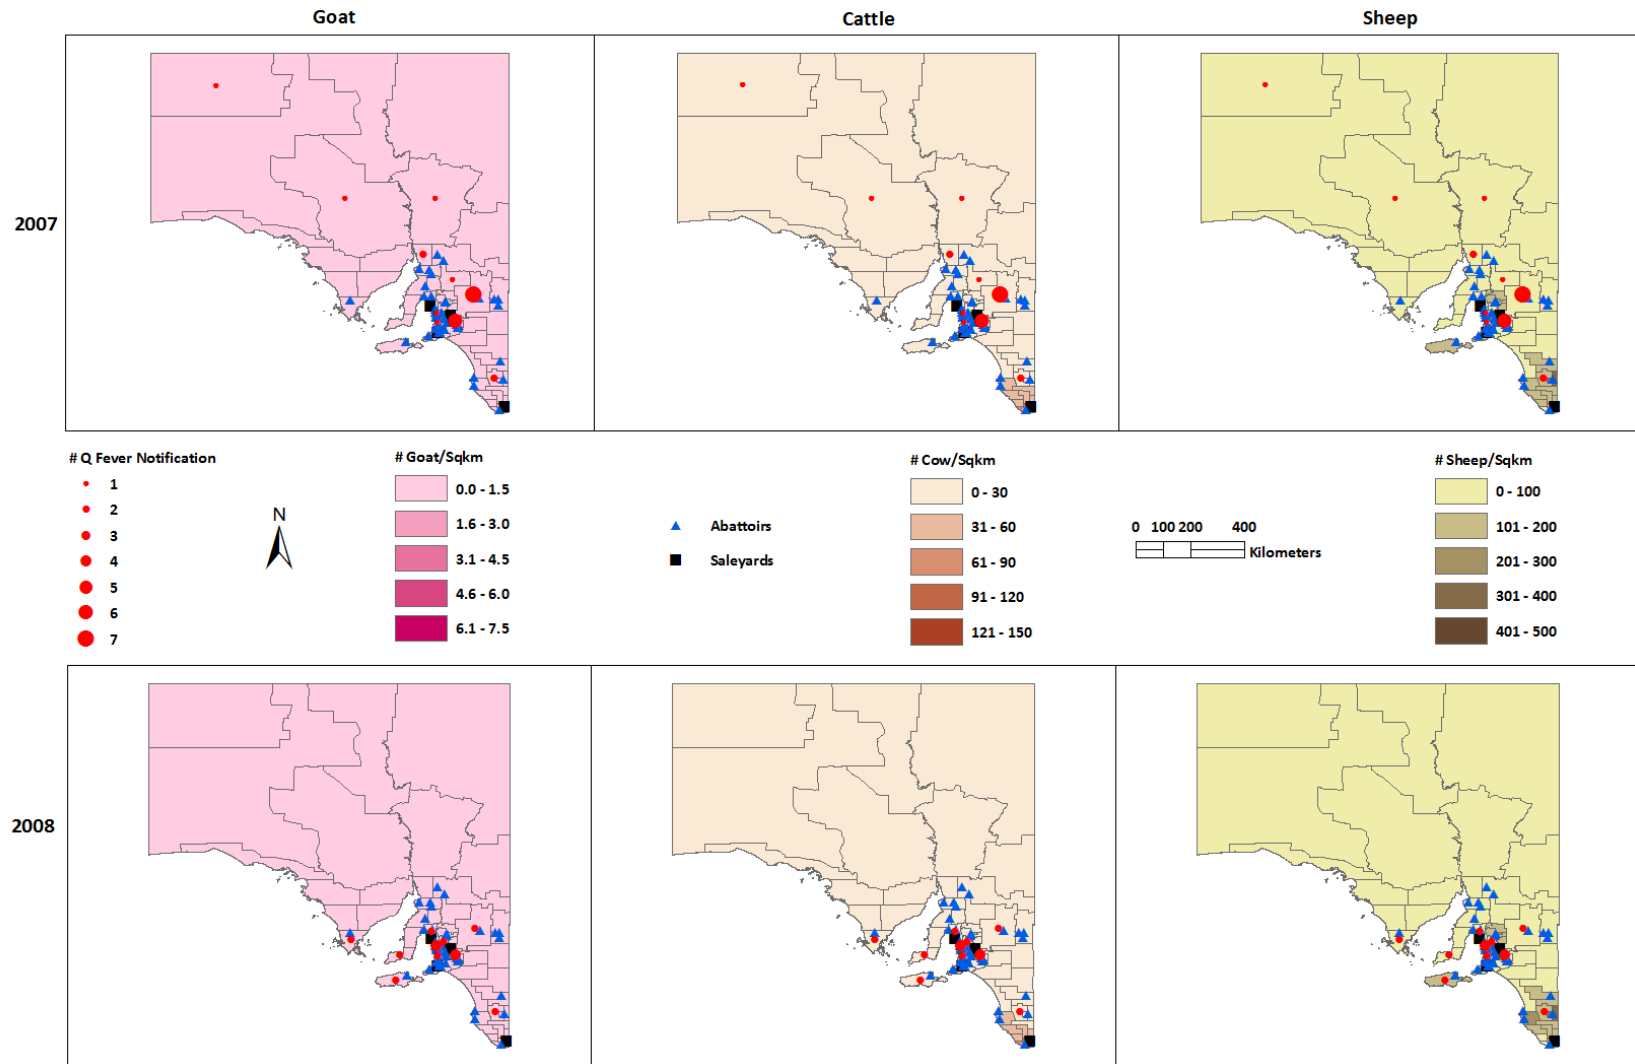 Goat Cattle Sheep
2007
# Q Fever Notification
1
2
3
4
5
6
7
N
# Goat/Sqkm
0.0 - 1.5
1.6 - 3.0
3.1 - 4.5
4.6 - 6.0
6.1 - 7.5
Abattoirs
Saleyards
# Cow/Sqkm
0 - 30
31 - 60
61 - 90
91 - 120
121 - 150
0 100 200 400
Kilometers
# Sheep/Sqkm
0 - 100
101 - 200
201 - 300
301 - 400
401 - 500
2008